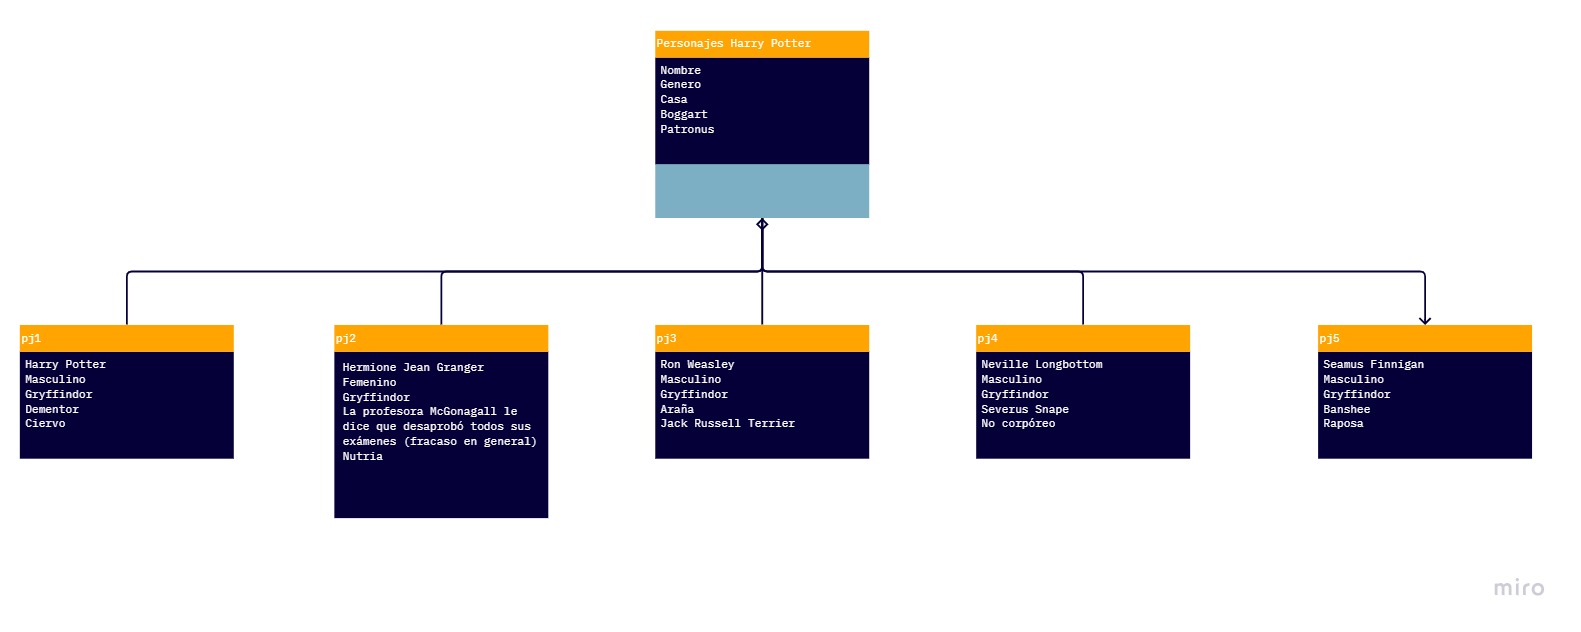 Personajes Harry Potter
Nombre
Genero
Casa
Boggart
Patronus
pj1
Harry Potter
Masculino
Gryffindor
Dementor
Ciervo
pj2
Hermione Jean Granger
Femenino
Gryffindor
La profesora McGonagall le
dice que desaprobó todos sus
exámenes (fracaso en general)
Nutria
pj3
Ron Weasley
Masculino
Gryffindor
Araña
Jack Russell Terrier
pj4
Neville Longbottom
Masculino
Gryffindor
Severus Snape
No corpóreo
pj5
Seamus Finnigan
Masculino
Gryffindor
Banshee
Raposa
miro